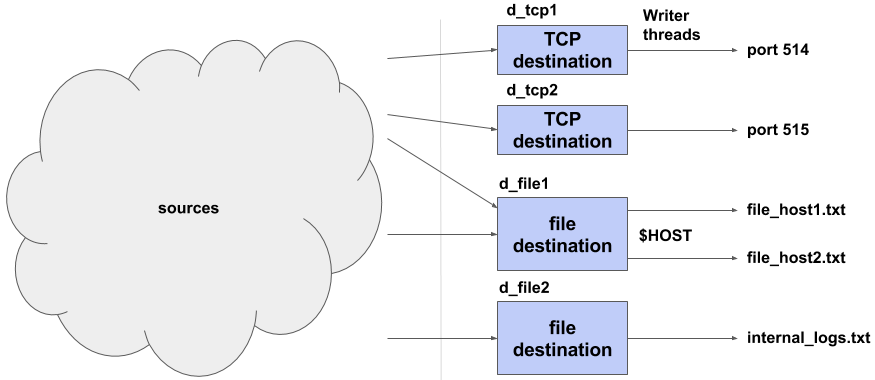 d_tcp1
TCP
destination
Writer
threads
port 514
d_tcp2
TCP
destination
port 515
sources
d_file1
file
destination
$HOST
file_host1.txt
file_host2.txt
d_file2
file
destination
internal_logs.txt